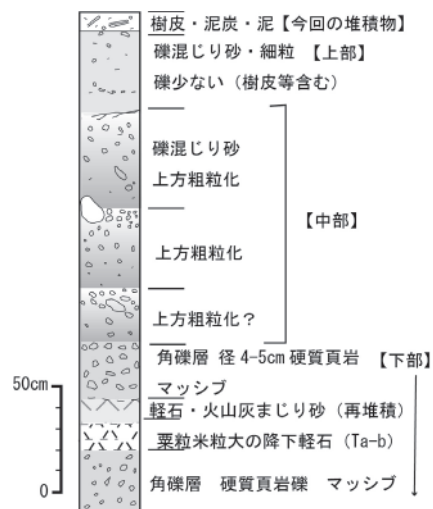 樹皮・泥炭・泥【今回の堆積物】
礫混じり砂・細粒【上部】
礫少ない（樹皮等含む）
礫混じり砂
上方粗粒化
【中部】
上方粗粒化
上方粗粒化？
角礫層 径 4-5cm 硬質頁岩 【下部】
マッシブ
50cm
軽石・火山灰まじり砂（再堆積）
粟粒米粒大の降下軽石（Ta-b）
角礫層 硬質頁岩礫 マッシブ
0